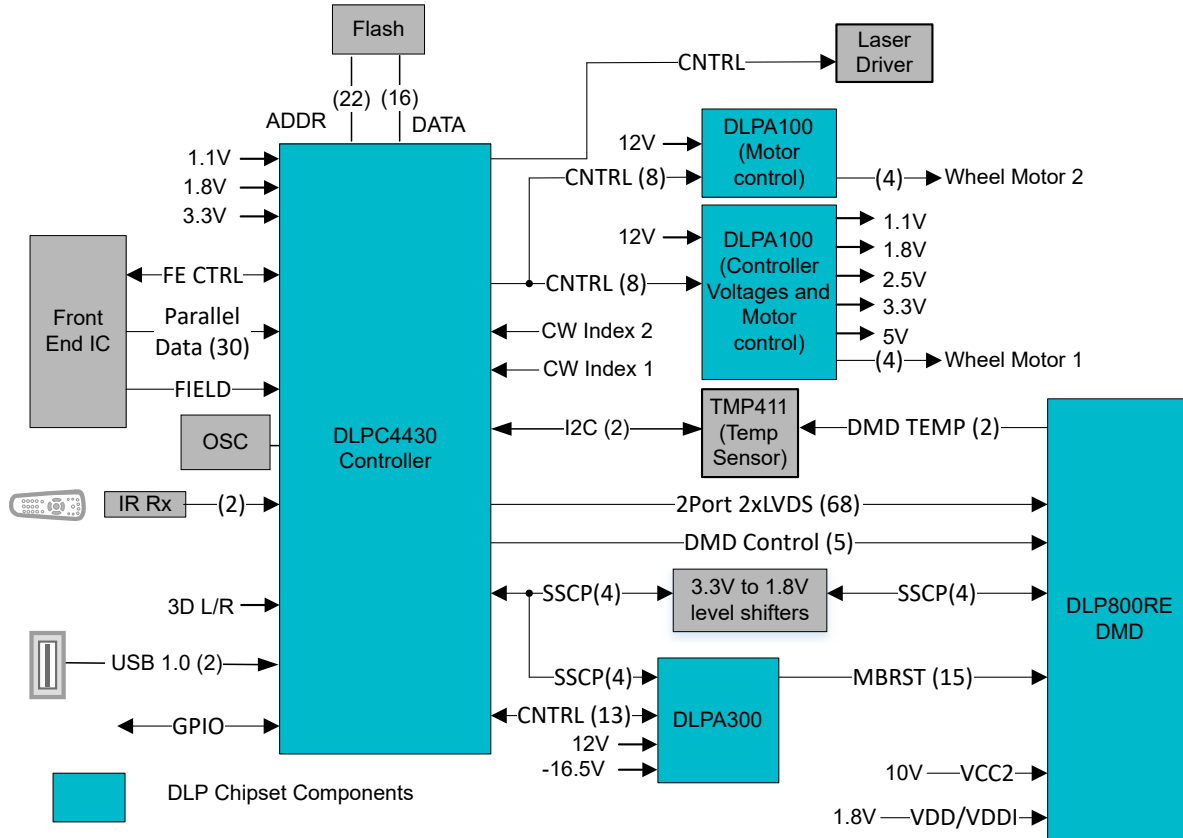 Flash
(22)
(16)
ADDR
DATA
CNTRL
Laser
Driver
1.1V
1.8V
3.3V
12V
CNTRL (8)
DLPA100
(Motor
control)
(4)
Wheel Motor 2
12V
CNTRL (8)
DLPA100
(Controller
Voltages and
Motor
control)
1.1V
1.8V
2.5V
3.3V
5V
(4)
Wheel Motor 1
Front
End IC
FE CTRL
Parallel
Data (30)
FIELD
OSC
DLPC4430
Controller
CW Index 2
CW Index 1
I2C (2)
TMP411
(Temp
Sensor)
DMD TEMP (2)
IR Rx
(2)
2Port 2xLVDS (68)
DMD Control (5)
SSCP(4)
3.3V to 1.8V
level shifters
SSCP(4)
DLP800RE
DMD
3D L/R
USB 1.0 (2)
GPIO
SSCP(4)
CNTRL (13)
12V
-16.5V
DLPA300
MBRST (15)
10V
VCC2
1.8V
VDD/VDDI
DLP Chipset Components